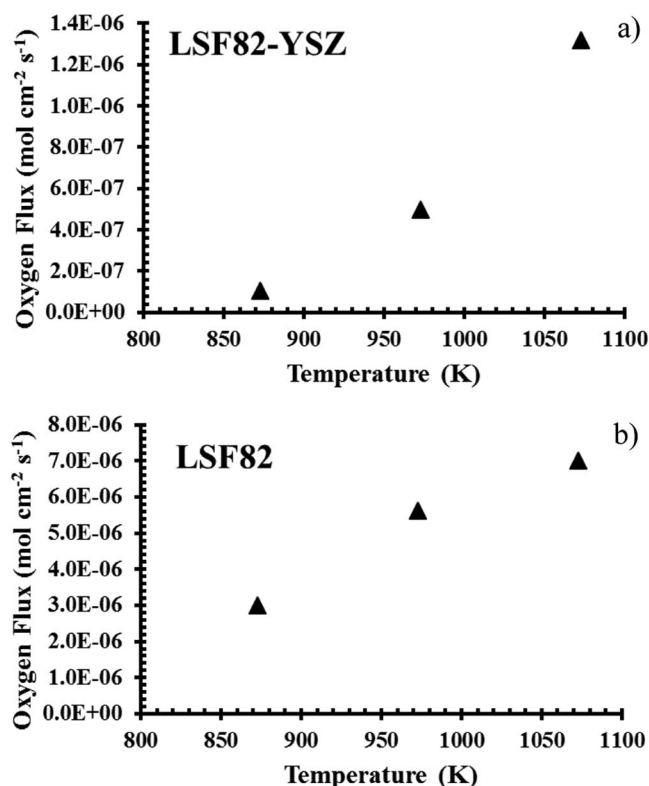 a)
LSF82-YSZ
Oxygen Flux (mol cm⁻² s⁻¹)
1.4E-06
1.2E-06
1.0E-06
8.0E-07
6.0E-07
4.0E-07
2.0E-07
0.0E+00
800 850 900 950 1000 1050 1100
Temperature (K)
b)
LSF82
Oxygen Flux (mol cm⁻² s⁻¹)
8.0E-06
7.0E-06
6.0E-06
5.0E-06
4.0E-06
3.0E-06
2.0E-06
1.0E-06
0.0E+00
800 850 900 950 1000 1050 1100
Temperature (K)